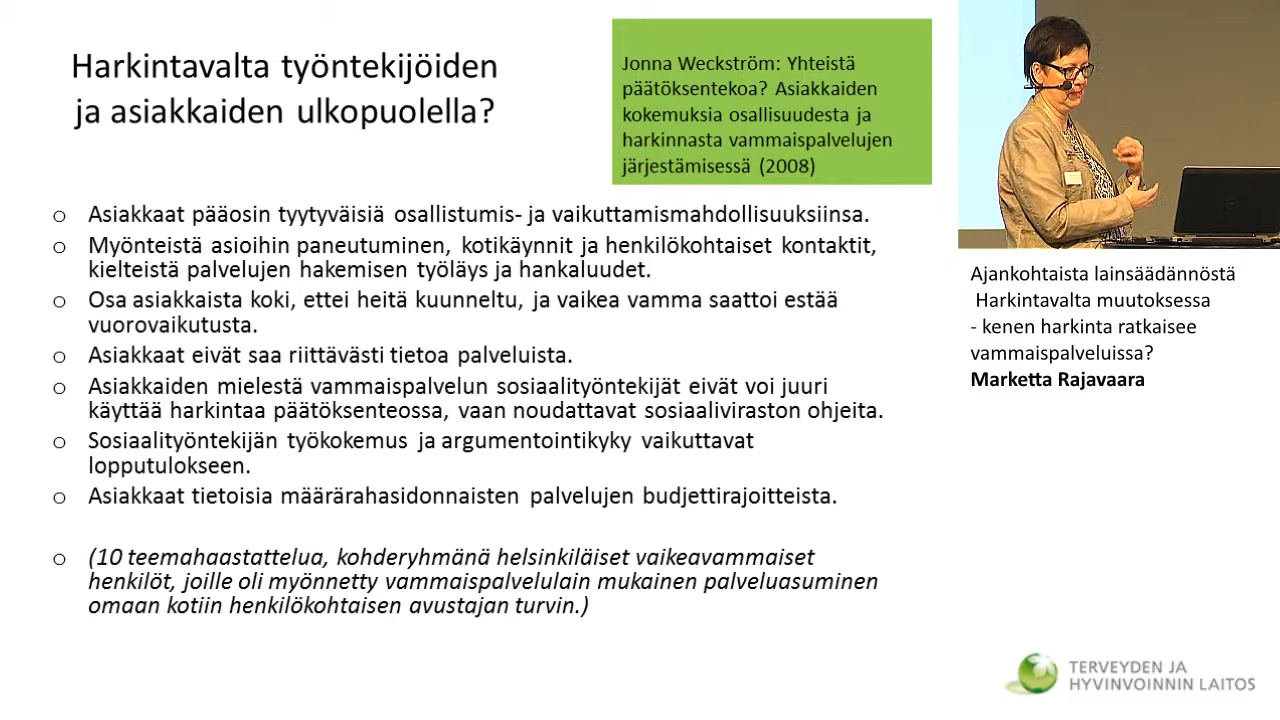 Harkintavalta työntekijöiden
ja asiakkaiden ulkopuolella?
Jonna Weckström: Yhteistä
päätöksentekoa? Asiakkaiden
kokemuksia osallisuudesta ja
harkinnasta vammaispalvelujen
järjestämisessä (2008)
o Asiakkaat pääosin tyytyväisiä osallistumis- ja vaikuttamismahdollisuuksiinsa.
o Myönteistä asioihin paneutuminen, kotikäynnit ja henkilökohtaiset kontaktit,
kielteistä palvelujen hakemisen työläys ja hankaluudet.
o Osa asiakkaista koki, ettei heitä kuunneltu, ja vaikea vamma saattoi estää
vuorovaikutusta.
o Asiakkaat eivät saa riittävästi tietoa palveluista.
o Asiakkaiden mielestä vammaispalvelun sosiaalityöntekijät eivät voi juuri
käyttää harkintaa päätöksenteossa, vaan noudattavat sosiaaliviraston ohjeita.
o Sosiaalityöntekijän työkokemus ja argumentointikyky vaikuttavat
lopputulokseen.
o Asiakkaat tietoisia määrärahasidonnaisten palvelujen budjettirajoitteista.
o (10 teemahaastattelua, kohderyhmänä helsinkiläiset vaikeavammaiset
henkilöt, joille oli myönnetty vammaispalvelulain mukainen palveluasuminen
omaan kotiin henkilökohtaisen avustajan turvin.)
Ajankohtaista lainsäädännöstä
Harkintavalta muutoksessa
- kenen harkinta ratkaisee
vammaispalveluissa?
Marketta Rajavaara
TERVEYDEN JA
HYVINVOINNIN LAITOS